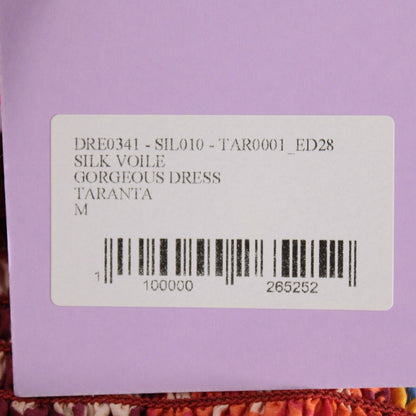 DRE0341 - SIL010 - TAR0001_ED28
SILK VOILE
GORGEOUS DRESS
TARANTA
M
1 100000 265252